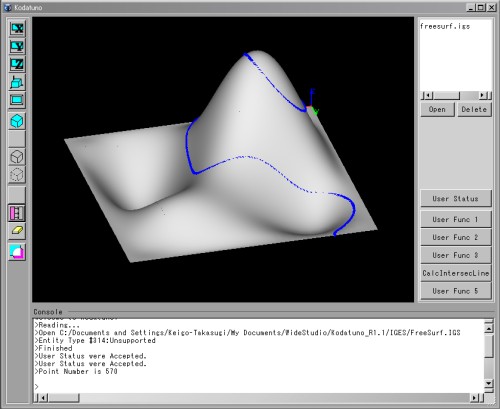 Kodatuno
freesurf.igs
Open Delete
User Status
User Func 1
User Func 2
User Func 3
CalcIntersecLine
User Func 5
Console
>Reading...
>Open C:/Documents and Settings/Keigo-Takasugi/My Documents/WideStudio/Kodatuno_R1.1/IGES/FreeSurf.IGS
>Entity Type #314:Unsupported
>Finished
>User Status were Accepted.
>User Status were Accepted.
>Point Number is 570
>